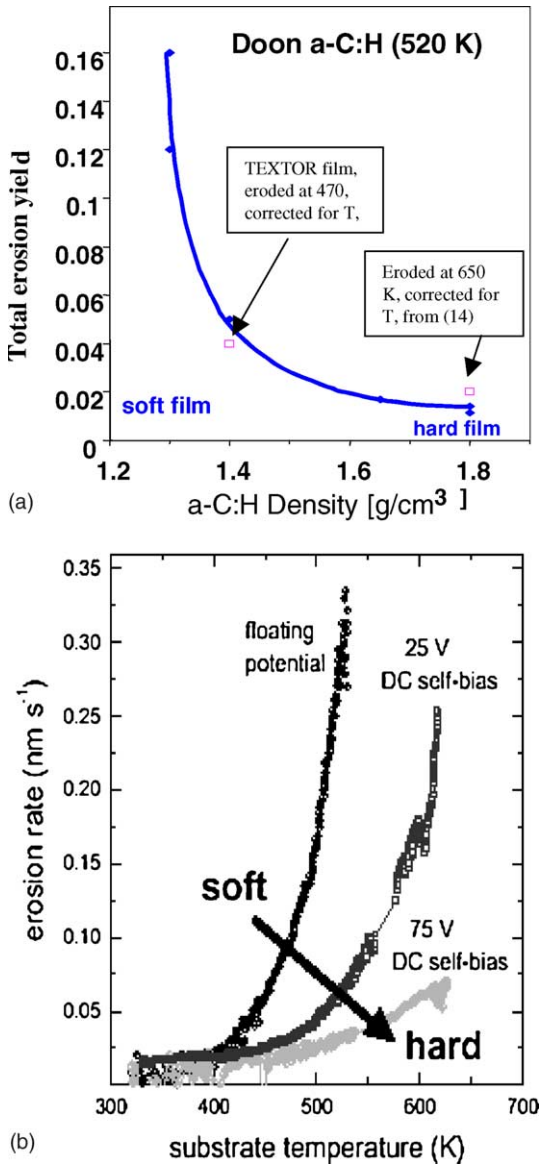 Doon a-C:H (520 K)
0.16
0.14
0.12
0.1
0.08
0.06
0.04
0.02
0
Total erosion yield
TEXTOR film,
eroded at 470,
corrected for T,
Eroded at 650
K, corrected for
T, from (14)
soft film
hard film
1.2
1.4
1.6
1.8
(a)
a-C:H Density [g/cm³ ]
0.35
0.30
0.25
0.20
0.15
0.10
0.05
erosion rate (nm s⁻¹)
floating
potential
25 V
DC self-bias
soft
75 V
DC self-bias
hard
300
400
500
600
700
(b)
substrate temperature (K)